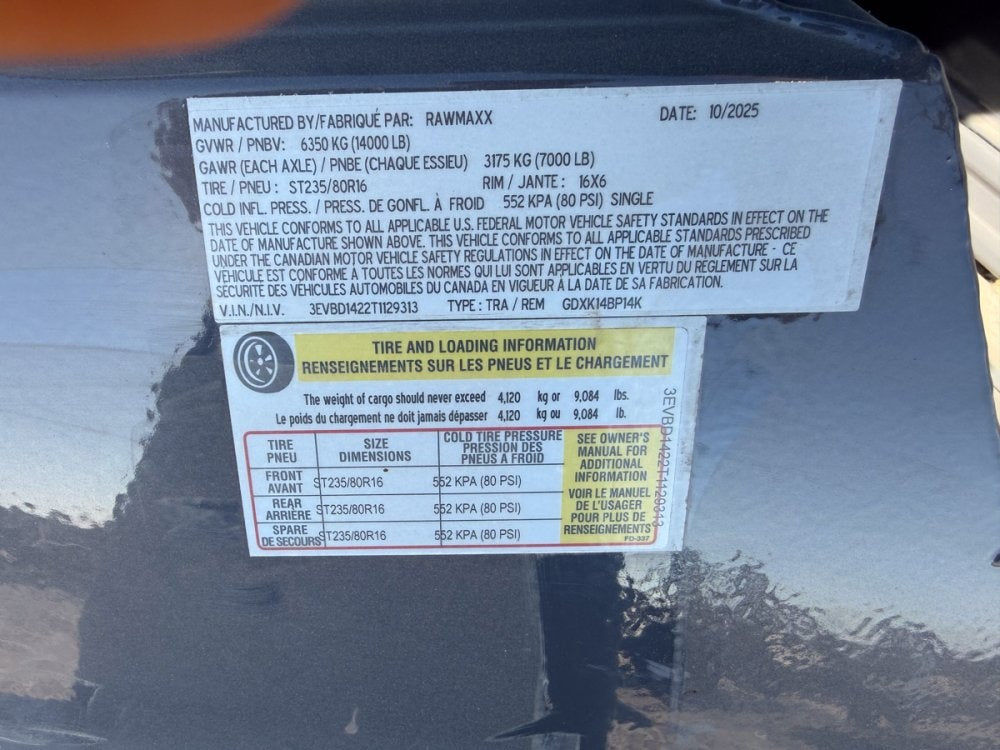 MANUFACTURED BY/FABRIQUÉ PAR: RAWMAXX DATE: 10/2025
GVWR / PNBV: 6350 KG (14000 LB)
GAWR (EACH AXLE) / PNBE (CHAQUE ESSIEU) 3175 KG (7000 LB)
TIRE / PNEU : ST235/80R16 RIM / JANTE : 16X6
COLD INFL. PRESS. / PRESS. DE GONFL. À FROID 552 KPA (80 PSI) SINGLE
THIS VEHICLE CONFORMS TO ALL APPLICABLE U.S. FEDERAL MOTOR VEHICLE SAFETY STANDARDS IN EFFECT ON THE
DATE OF MANUFACTURE SHOWN ABOVE. THIS VEHICLE CONFORMS TO ALL APPLICABLE STANDARDS PRESCRIBED
UNDER THE CANADIAN MOTOR VEHICLE SAFETY REGULATIONS IN EFFECT ON THE DATE OF MANUFACTURE - CE
VÉHICULE EST CONFORME A TOUTES LES NORMES QUI LUI SONT APPLICABLES EN VERTU DU RÈGLEMENT SUR LA
SÉCURITÉ DES VÉHICULES AUTOMOBILES DU CANADA EN VIGUEUR À LA DATE DE SA FABRICATION.
V.I.N./N.I.V. 3EVBD1422T1129313 TYPE : TRA / REM GDXK14BP14K
TIRE AND LOADING INFORMATION
RENSEIGNEMENTS SUR LES PNEUS ET LE CHARGEMENT
The weight of cargo should never exceed 4,120 kg or 9,084 lbs.
Le poids du chargement ne doit jamais dépasser 4,120 kg ou 9,084 lb.
TIRE PNEU
SIZE DIMENSIONS
COLD TIRE PRESSURE
PRESSION DES
PNEUS A FROID
FRONT AVANT ST235/80R16 552 KPA (80 PSI)
REAR ARRIÈRE ST235/80R16 552 KPA (80 PSI)
SPARE DE SECOURS ST235/80R16 552 KPA (80 PSI)
SEE OWNER'S
MANUAL FOR
ADDITIONAL
INFORMATION
VOIR LE MANUEL
DE L'USAGER
POUR PLUS DE
RENSEIGNEMENTS
FD-337
3EVBD1422T1129313